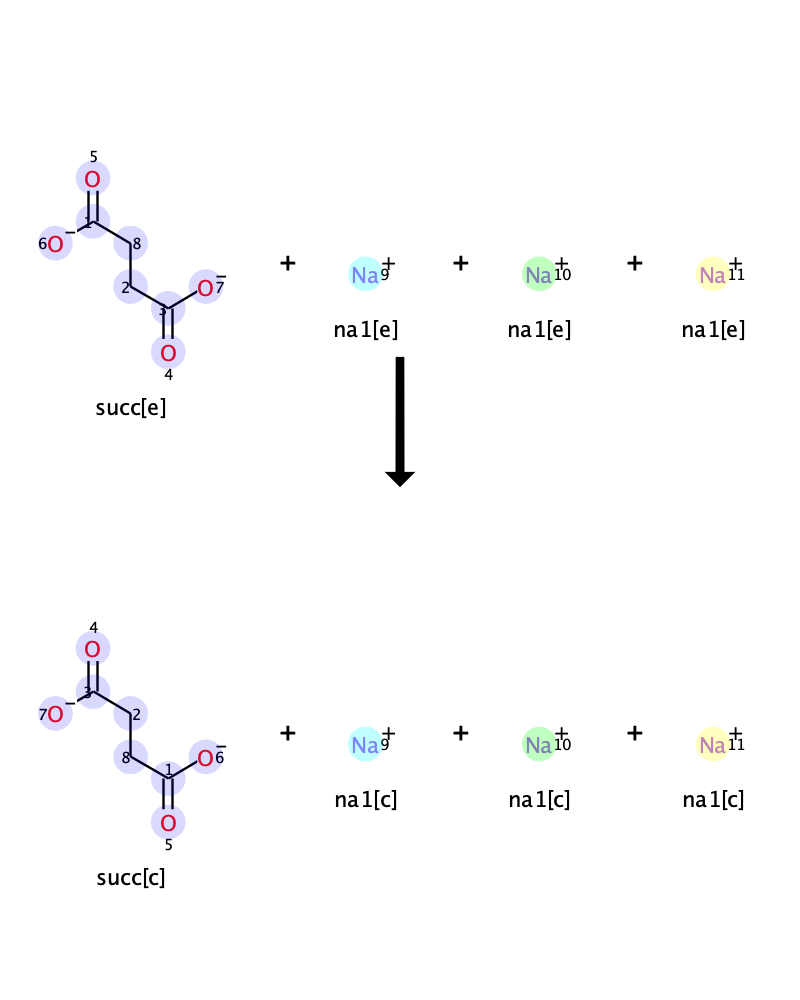 5
O
1
6O − 8
+ Na + 9 + Na + 10 + Na + 11
2 O − 7
3
O
4
na1[e] na1[e] na1[e]
succ[e]
4
O
3
7O − 2
+ Na + 9 + Na + 10 + Na + 11
8 O − 6
1
O
5
na1[c] na1[c] na1[c]
succ[c]